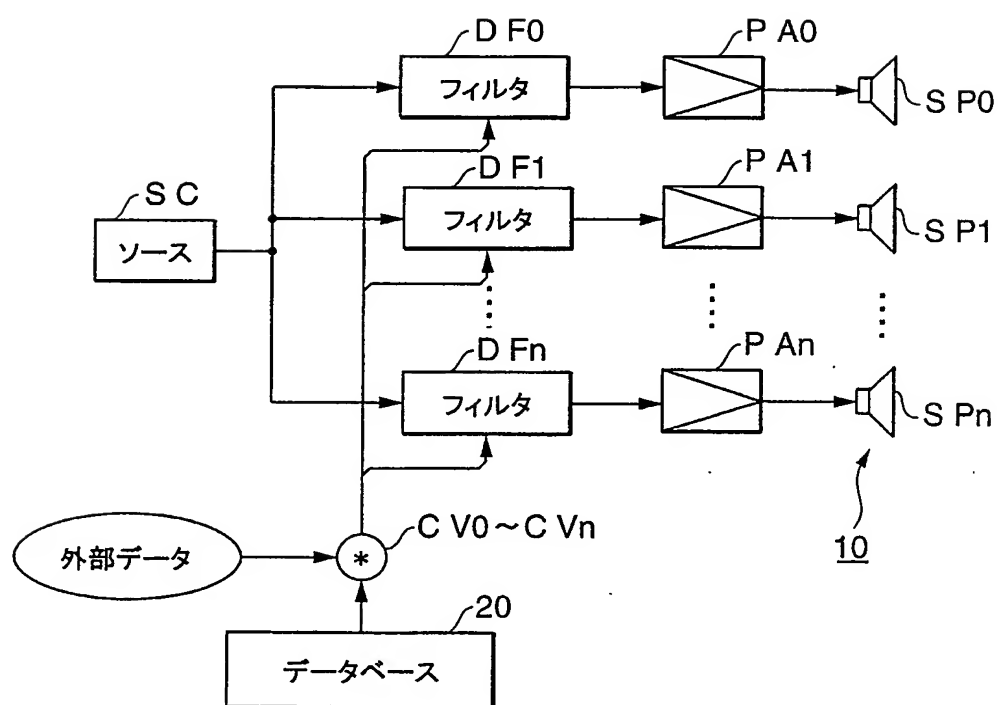 D F0
フィルタ
P A0
S P0
S C
ソース
D F1
フィルタ
P A1
S P1
D Fn
フィルタ
P An
S Pn
10
外部データ
*
C V0～C Vn
20
データベース